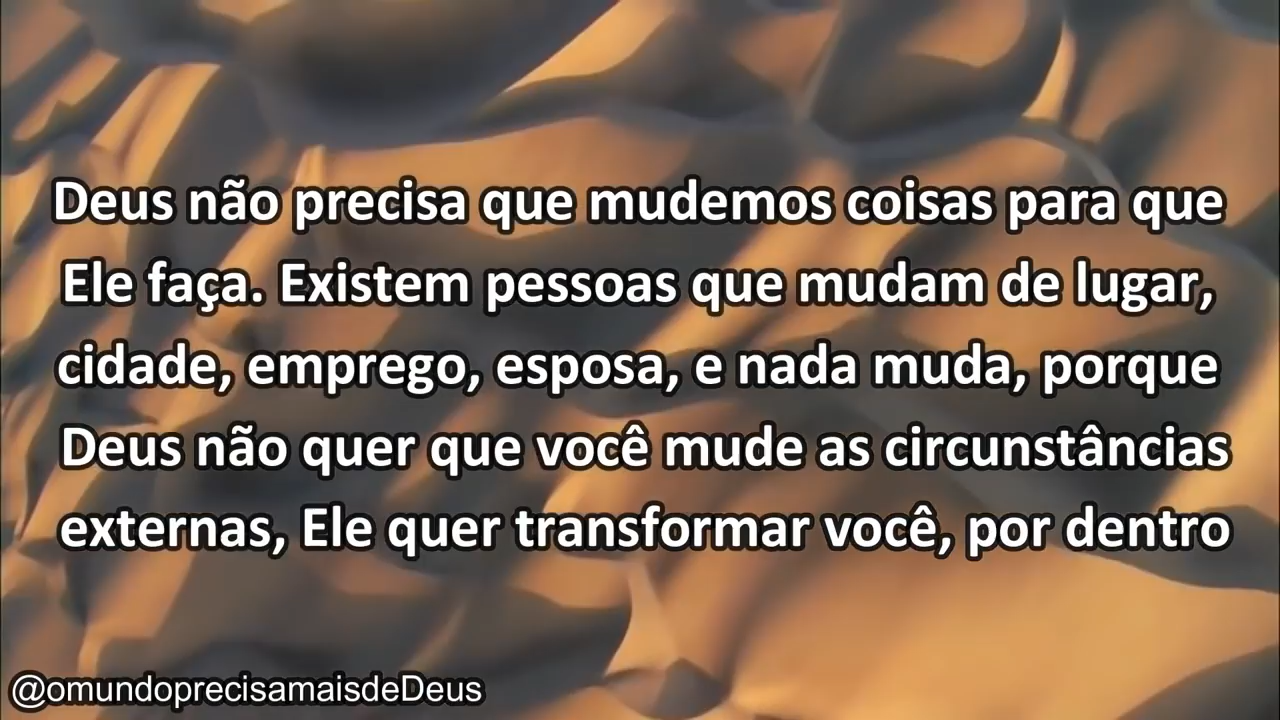 Deus não precisa que mudemos coisas para que
Ele faça. Existem pessoas que mudam de lugar,
cidade, emprego, esposa, e nada muda, porque
Deus não quer que você mude as circunstâncias
externas, Ele quer transformar você, por dentro
@omundoprecisamaisdeDeus